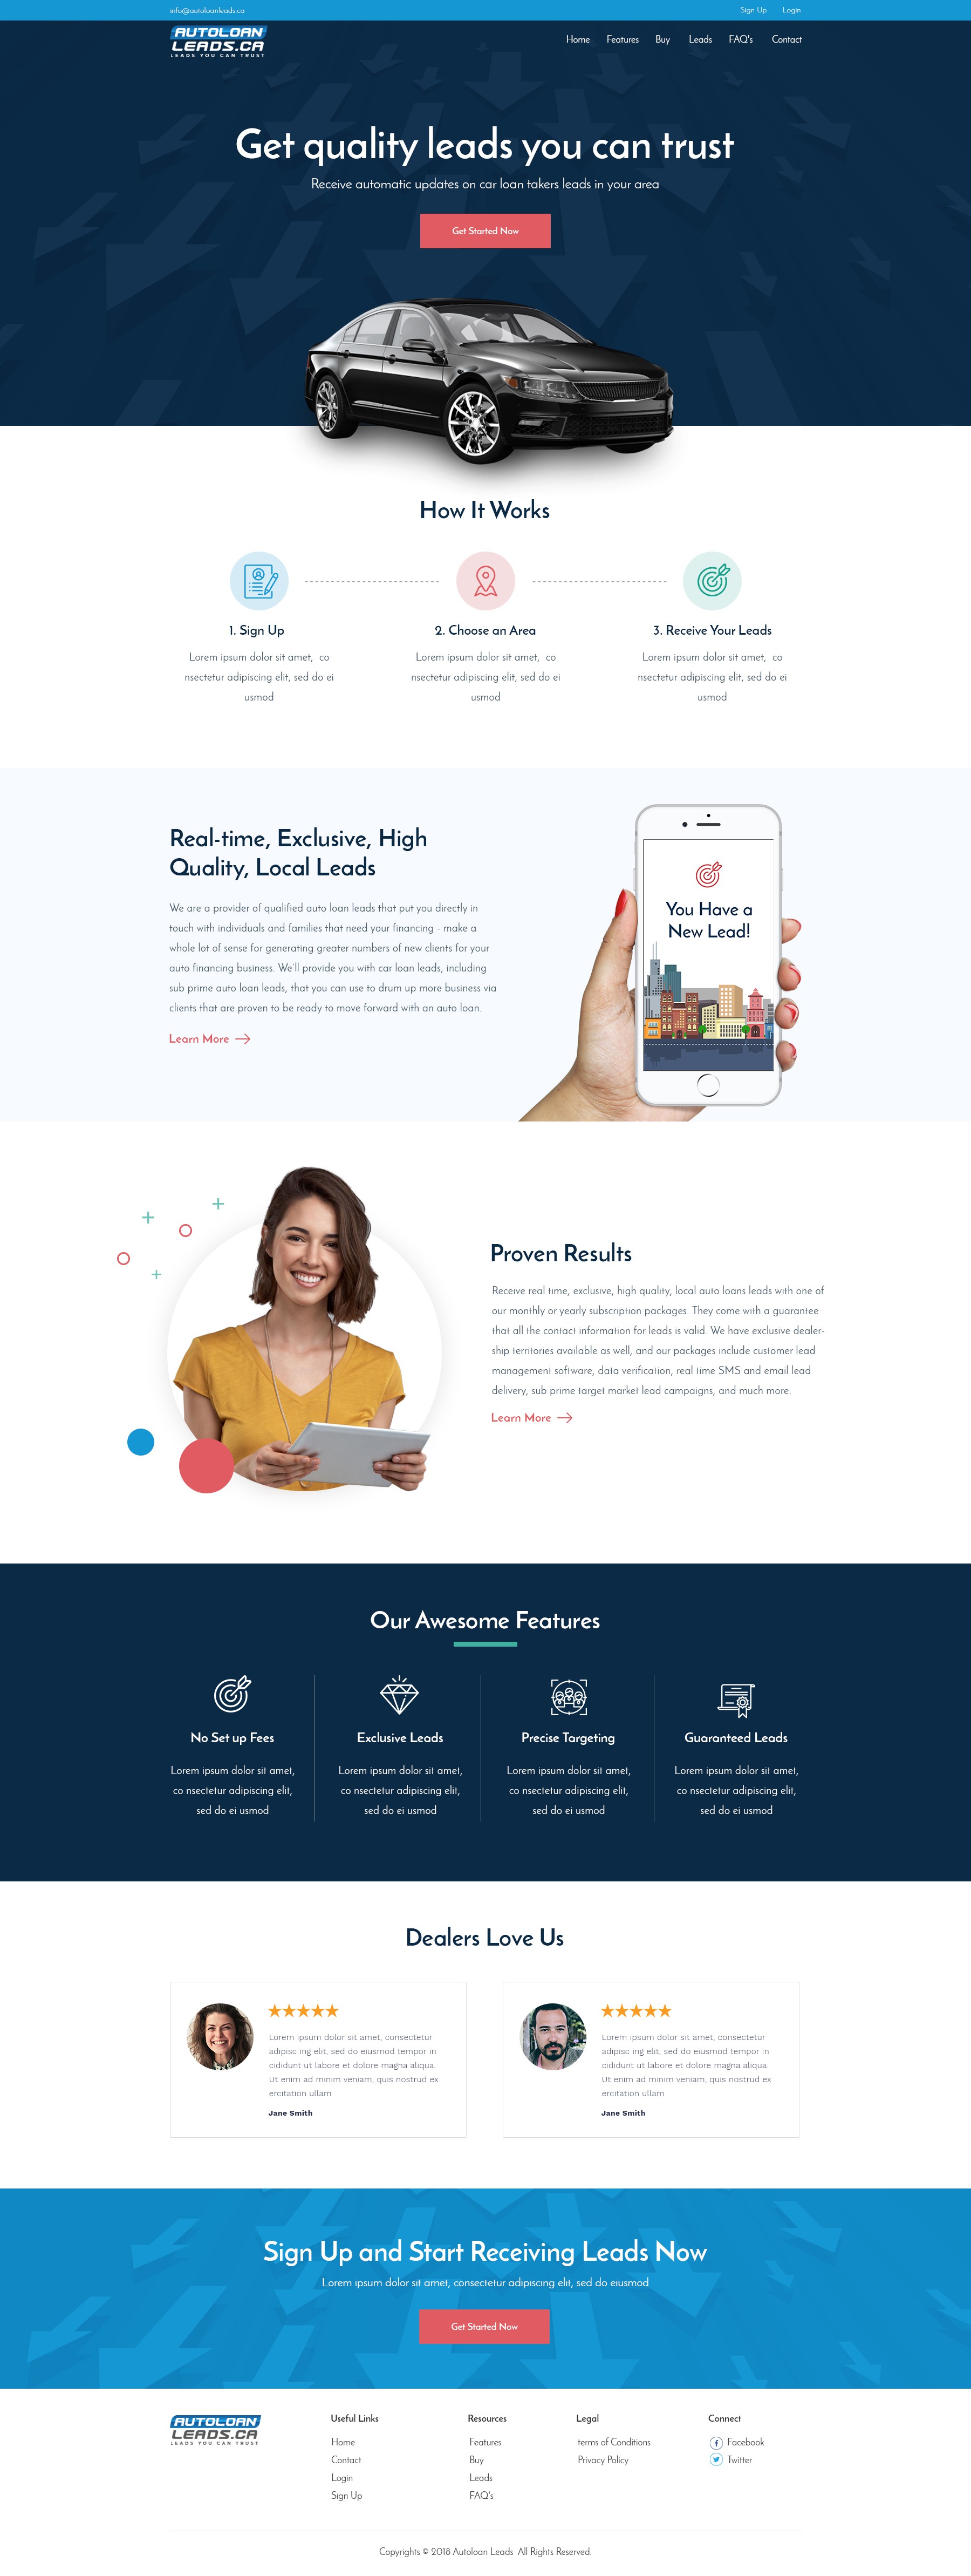 info@autoloanleads.ca
Sign Up
Login
AUTOLOAN
LEADS.CA
LEADS YOU CAN TRUST
Home
Features
Buy
Leads
FAQ's
Contact
Get quality leads you can trust
Receive automatic updates on car loan takers leads in your area
Get Started Now
How It Works
1. Sign Up
Lorem ipsum dolor sit amet, co
nsectetur adipiscing elit, sed do ei
usmod
2. Choose an Area
Lorem ipsum dolor sit amet, co
nsectetur adipiscing elit, sed do ei
usmod
3. Receive Your Leads
Lorem ipsum dolor sit amet, co
nsectetur adipiscing elit, sed do ei
usmod
Real-time, Exclusive, High
Quality, Local Leads
We are a provider of qualified auto loan leads that put you directly in
touch with individuals and families that need your financing - make a
whole lot of sense for generating greater numbers of new clients for your
auto financing business. We'll provide you with car loan leads, including
sub prime auto loan leads, that you can use to drum up more business via
clients that are proven to be ready to move forward with an auto loan.
Learn More
You Have a
New Lead!
Proven Results
Receive real time, exclusive, high quality, local auto loans leads with one of
our monthly or yearly subscription packages. They come with a guarantee
that all the contact information for leads is valid. We have exclusive dealer-
ship territories available as well, and our packages include customer lead
management software, data verification, real time SMS and email lead
delivery, sub prime target market lead campaigns, and much more.
Learn More
Our Awesome Features
No Set up Fees
Lorem ipsum dolor sit amet,
co nsectetur adipiscing elit,
sed do ei usmod
Exclusive Leads
Lorem ipsum dolor sit amet,
co nsectetur adipiscing elit,
sed do ei usmod
Precise Targeting
Lorem ipsum dolor sit amet,
co nsectetur adipiscing elit,
sed do ei usmod
Guaranteed Leads
Lorem ipsum dolor sit amet,
co nsectetur adipiscing elit,
sed do ei usmod
Dealers Love Us
Lorem ipsum dolor sit amet, consectetur
adipisc ing elit, sed do eiusmod tempor in
cididunt ut labore et dolore magna aliqua.
Ut enim ad minim veniam, quis nostrud ex
ercitation ullam
Jane Smith
Lorem ipsum dolor sit amet, consectetur
adipisc ing elit, sed do eiusmod tempor in
cididunt ut labore et dolore magna aliqua.
Ut enim ad minim veniam, quis nostrud ex
ercitation ullam
Jane Smith
Sign Up and Start Receiving Leads Now
Lorem ipsum dolor sit amet, consectetur adipiscing elit, sed do eiusmod
Get Started Now
AUTOLOAN
LEADS.CA
LEADS YOU CAN TRUST
Useful Links
Home
Contact
Login
Sign Up
Resources
Features
Buy
Leads
FAQ's
Legal
terms of Conditions
Privacy Policy
Connect
Facebook
Twitter
Copyrights © 2018 Autoloan Leads All Rights Reserved.